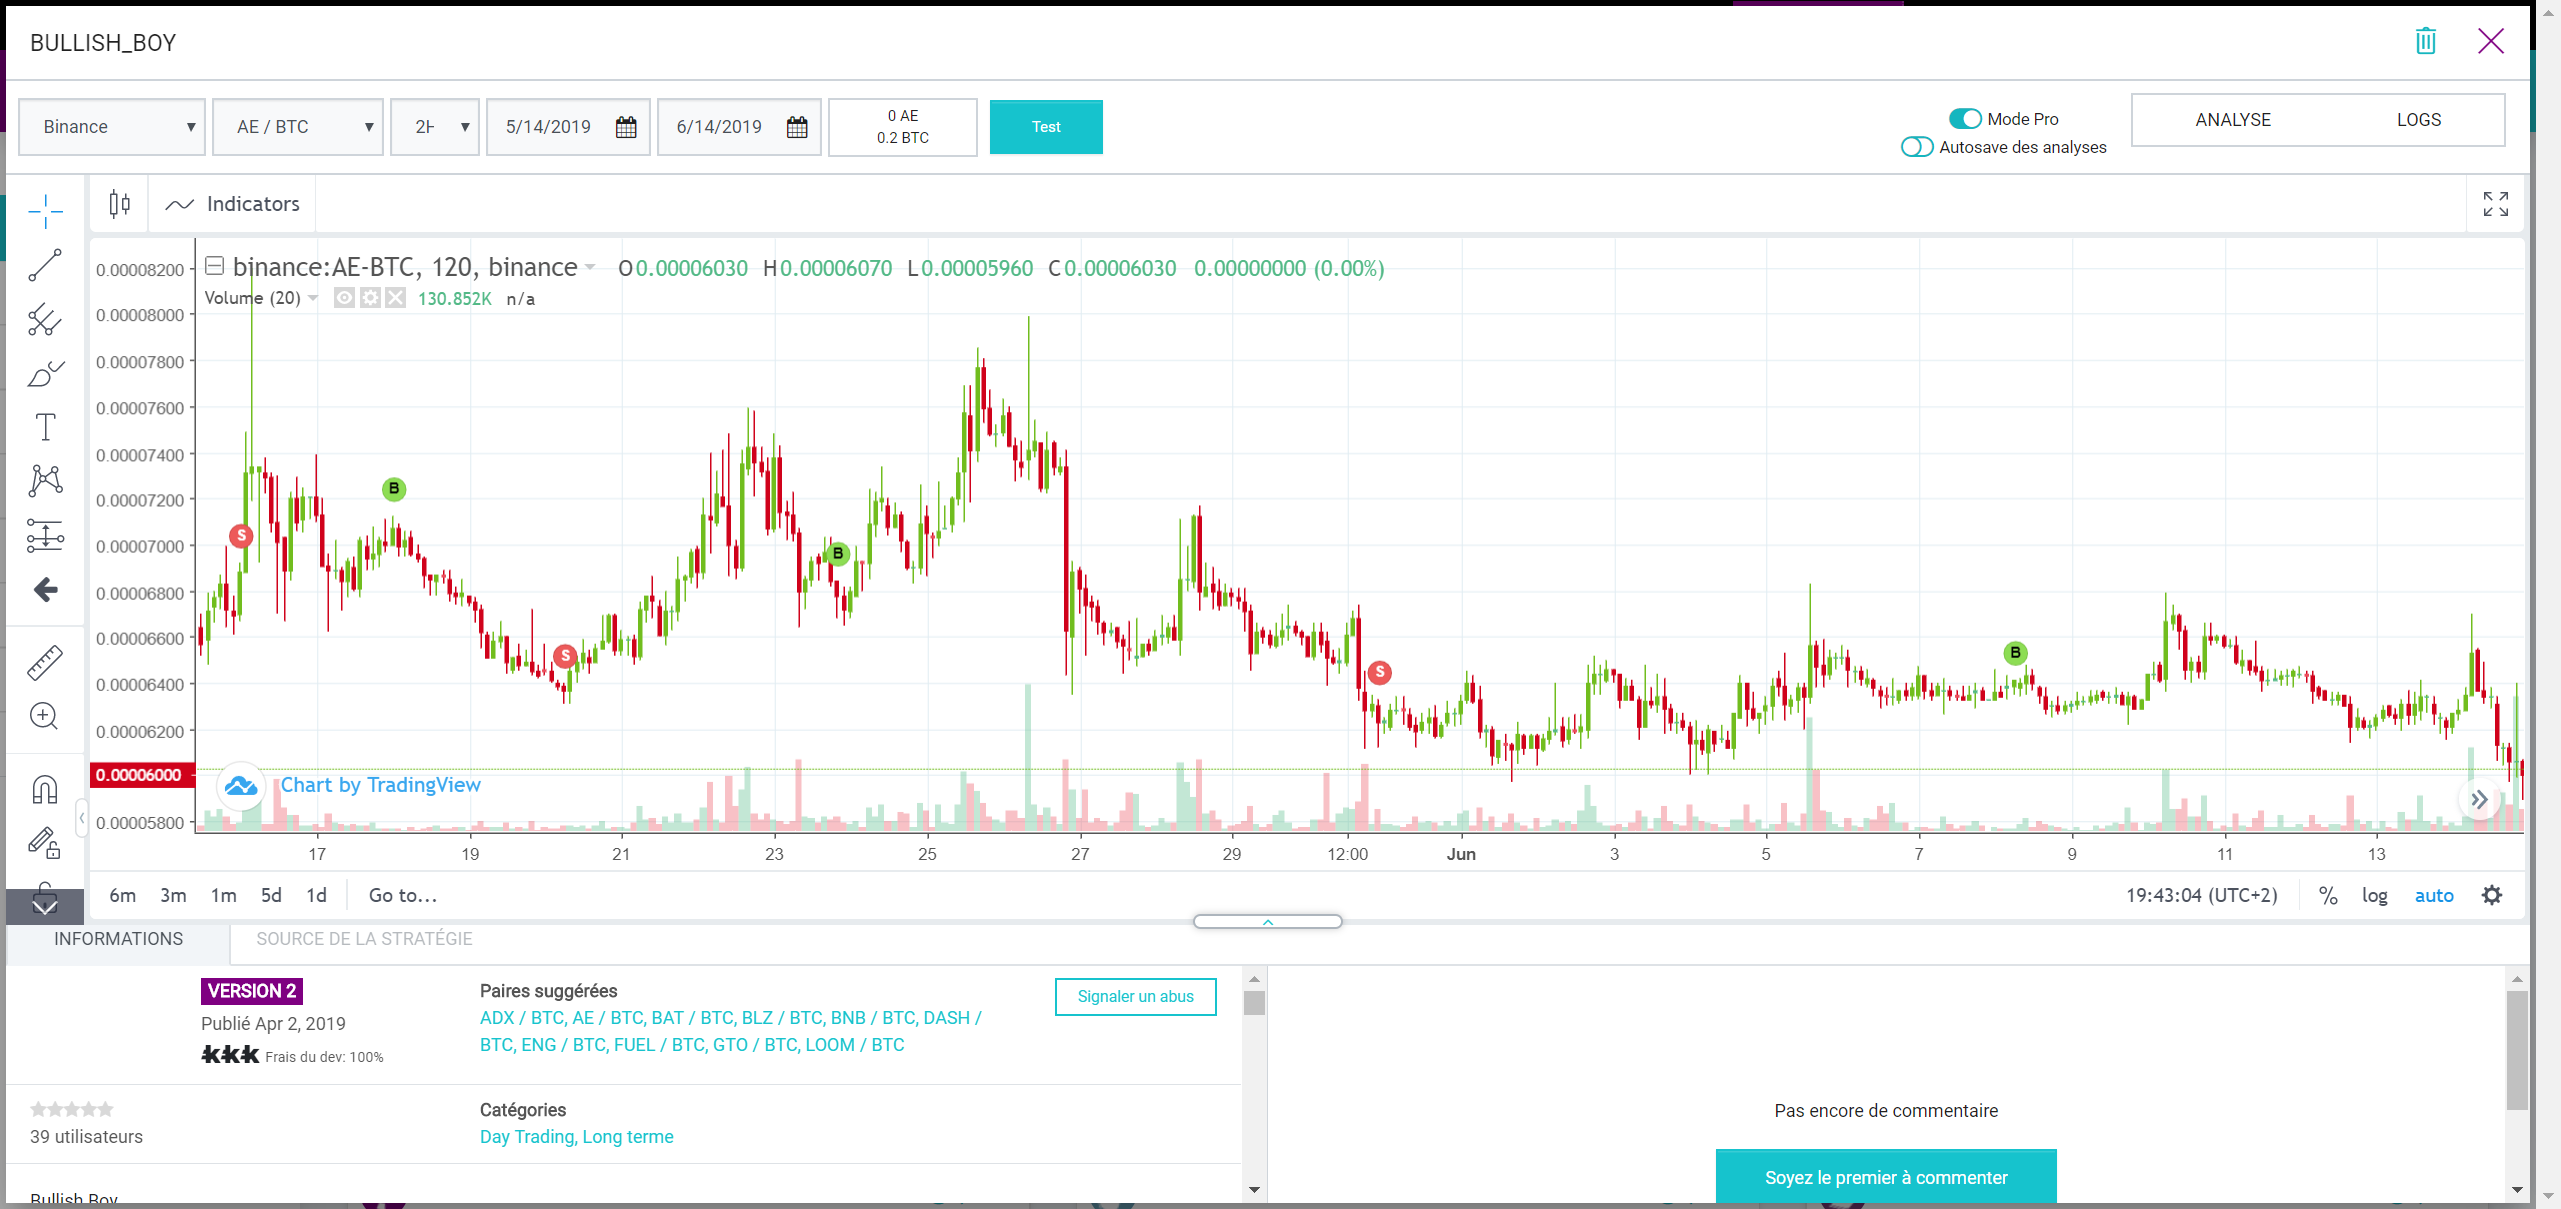 BULLISH_BOY
Binance
AE / BTC
5/14/2019
6/14/2019
0 AE
0.2 BTC
Test
Mode Pro
Autosave des analyses
ANALYSE
LOGS
Indicators
binance:AE-BTC, 120, binance
O0.00006030 H0.00006070 L0.00005960 C0.00006030 0.00000000 (0.00%)
Volume (20) 130.852K n/a
0.00008200
0.00008000
0.00007800
0.00007600
0.00007400
0.00007200
0.00007000
0.00006800
0.00006600
0.00006400
0.00006200
0.00006000
0.00005800
S
B
S
B
S
B
Chart by TradingView
17 19 21 23 25 27 29 12:00 Jun 3 5 7 9 11 13
6m 3m 1m 5d 1d Go to...
19:43:04 (UTC+2) % log auto
INFORMATIONS
SOURCE DE LA STRATÉGIE
VERSION 2
Publié Apr 2, 2019
Frais du dev: 100%
Paires suggérées
ADX / BTC, AE / BTC, BAT / BTC, BLZ / BTC, BNB / BTC, DASH /
BTC, ENG / BTC, FUEL / BTC, GTO / BTC, LOOM / BTC
Signaler un abus
39 utilisateurs
Catégories
Day Trading, Long terme
Bullish Boy
Pas encore de commentaire
Soyez le premier à commenter